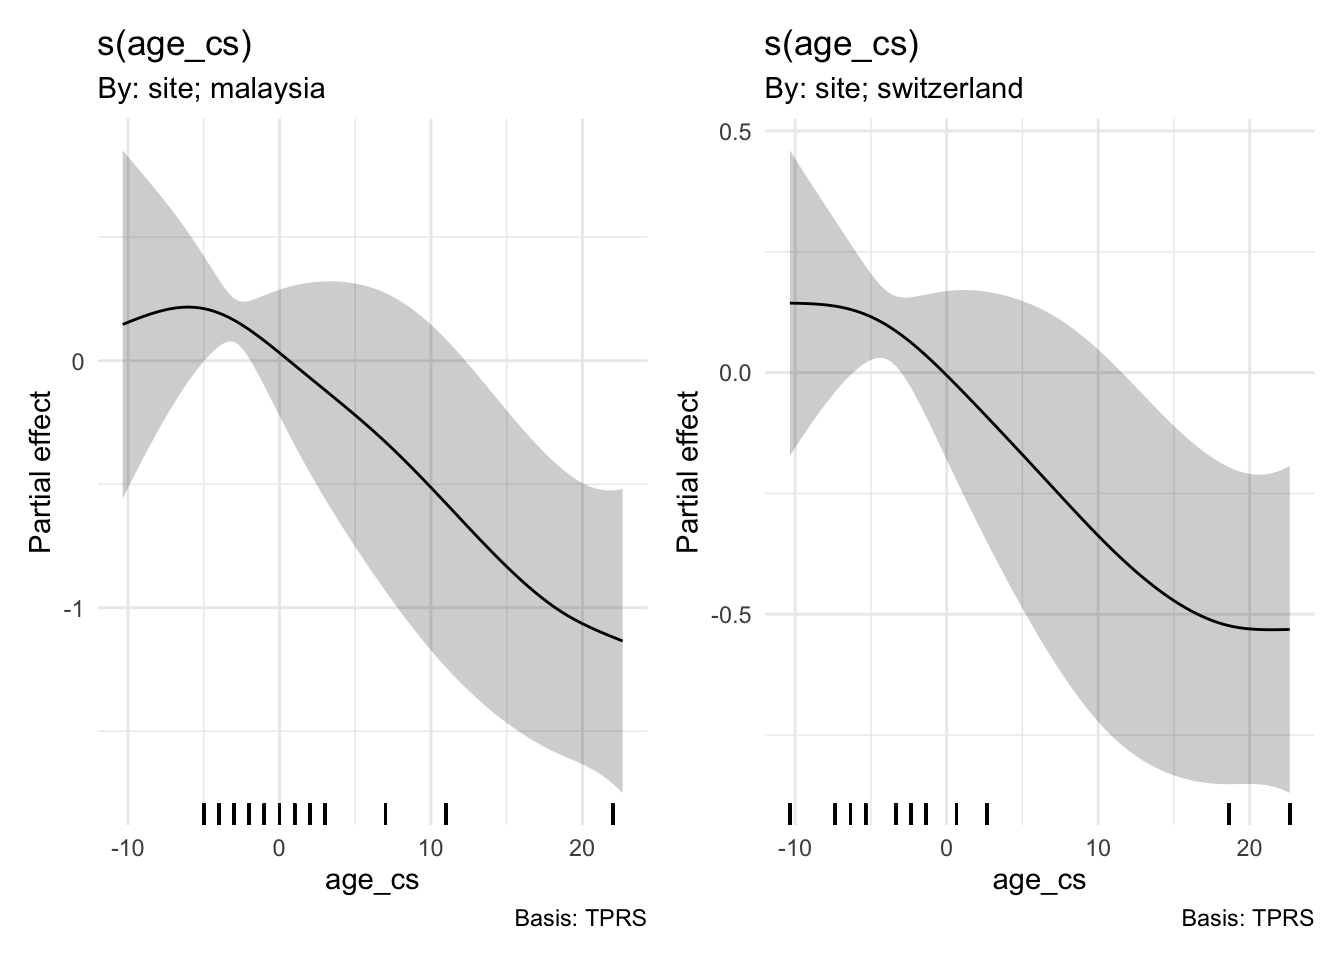 s(age_cs)
By: site; malaysia
Partial effect
0
-1
-10 0 10 20
age_cs
Basis: TPRS
s(age_cs)
By: site; switzerland
Partial effect
0.5
0.0
-0.5
-10 0 10 20
age_cs
Basis: TPRS